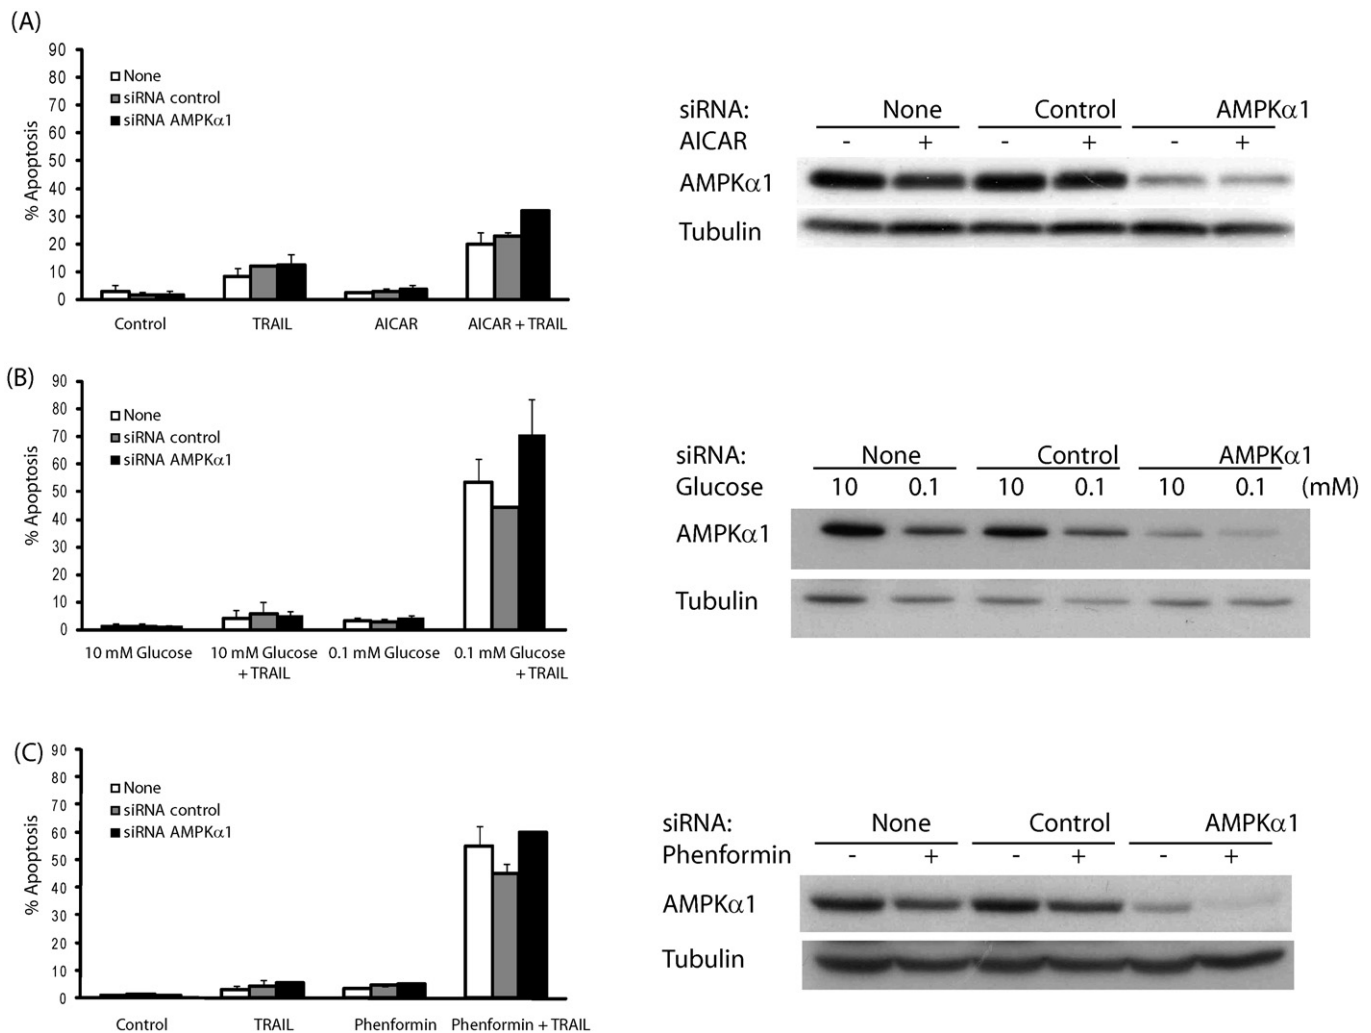 (A)
90
80
70
60
50
40
30
20
10
0
% Apoptosis
None
siRNA control
siRNA AMPKα1
Control TRAIL AICAR AICAR + TRAIL
siRNA: None Control AMPKα1
AICAR - + - + - +
AMPKα1
Tubulin
(B)
90
80
70
60
50
40
30
20
10
0
% Apoptosis
None
siRNA control
siRNA AMPKα1
10 mM Glucose 10 mM Glucose 0.1 mM Glucose 0.1 mM Glucose
+ TRAIL + TRAIL
siRNA: None Control AMPKα1
Glucose 10 0.1 10 0.1 10 0.1 (mM)
AMPKα1
Tubulin
(C)
90
80
70
60
50
40
30
20
10
0
% Apoptosis
None
siRNA control
siRNA AMPKα1
Control TRAIL Phenformin Phenformin + TRAIL
siRNA: None Control AMPKα1
Phenformin - + - + - +
AMPKα1
Tubulin